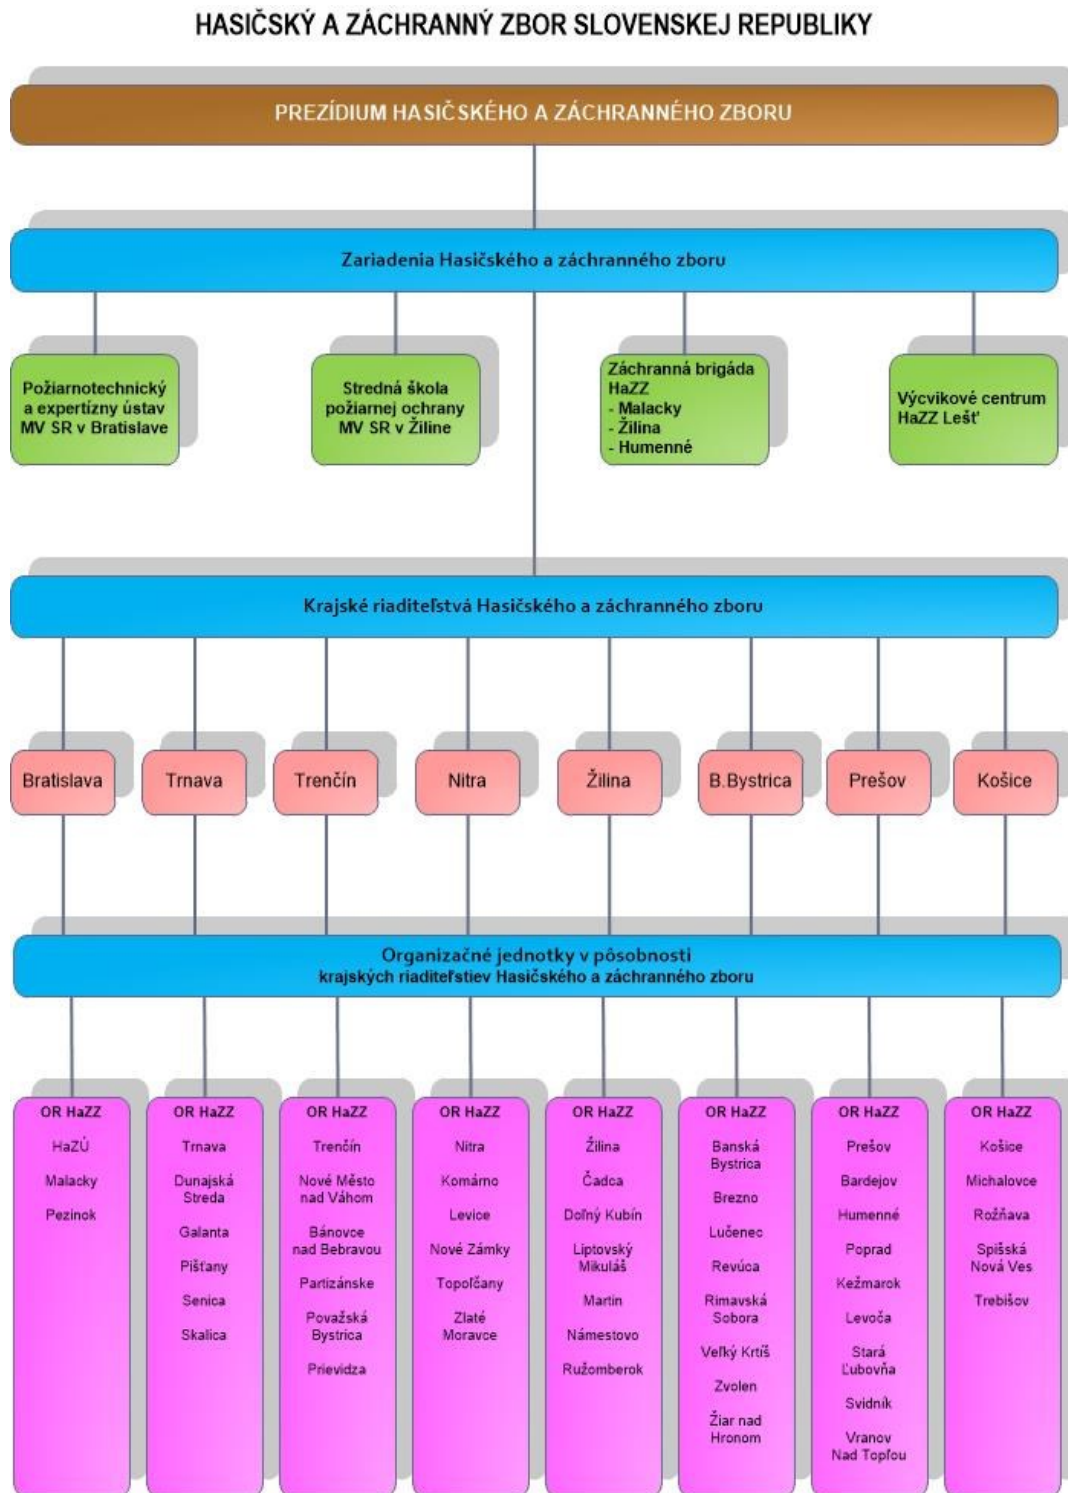 HASIČSKÝ A ZÁCHRANNÝ ZBOR SLOVENSKEJ REPUBLIKY
PREZÍDIUM HASIČSKÉHO A ZÁCHRANNÉHO ZBORU
Zariadenia Hasičského a záchranného zboru
Požiarnotechnický
a expertízny ústav
MV SR v Bratislave
Stredná škola
požiarnej ochrany
MV SR v Žiline
Záchranná brigáda
HaZZ
- Malacky
- Žilina
- Humenné
Výcvikové centrum
HaZZ Lešť
Krajské riaditeľstvá Hasičského a záchranného zboru
Bratislava
Trnava
Trenčín
Nitra
Žilina
B.Bystrica
Prešov
Košice
Organizačné jednotky v pôsobnosti
krajských riaditeľstiev Hasičského a záchranného zboru
OR HaZZ
HaZÚ
Malacky
Pezinok
OR HaZZ
Trnava
Dunajská
Streda
Galanta
Pišťany
Senica
Skalica
OR HaZZ
Trenčín
Nové Město
nad Váhom
Bánovce
nad Bebravou
Partizánske
Považská
Bystrica
Prievidza
OR HaZZ
Nitra
Komárno
Levice
Nové Zámky
Topoľčany
Zlaté
Moravce
OR HaZZ
Žilina
Čadca
Doľný Kubín
Liptovský
Mikuláš
Martin
Námestovo
Ružomberok
OR HaZZ
Banská
Bystrica
Brezno
Lučenec
Revúca
Rimavská
Sobora
Veľký Krtíš
Zvolen
Žiar nad
Hronom
OR HaZZ
Prešov
Bardejov
Humenné
Poprad
Kežmarok
Levoča
Stará
Ľubovňa
Svidník
Vranov
Nad Topľou
OR HaZZ
Košice
Michalovce
Rožňava
Spišská
Nová Ves
Trebišov